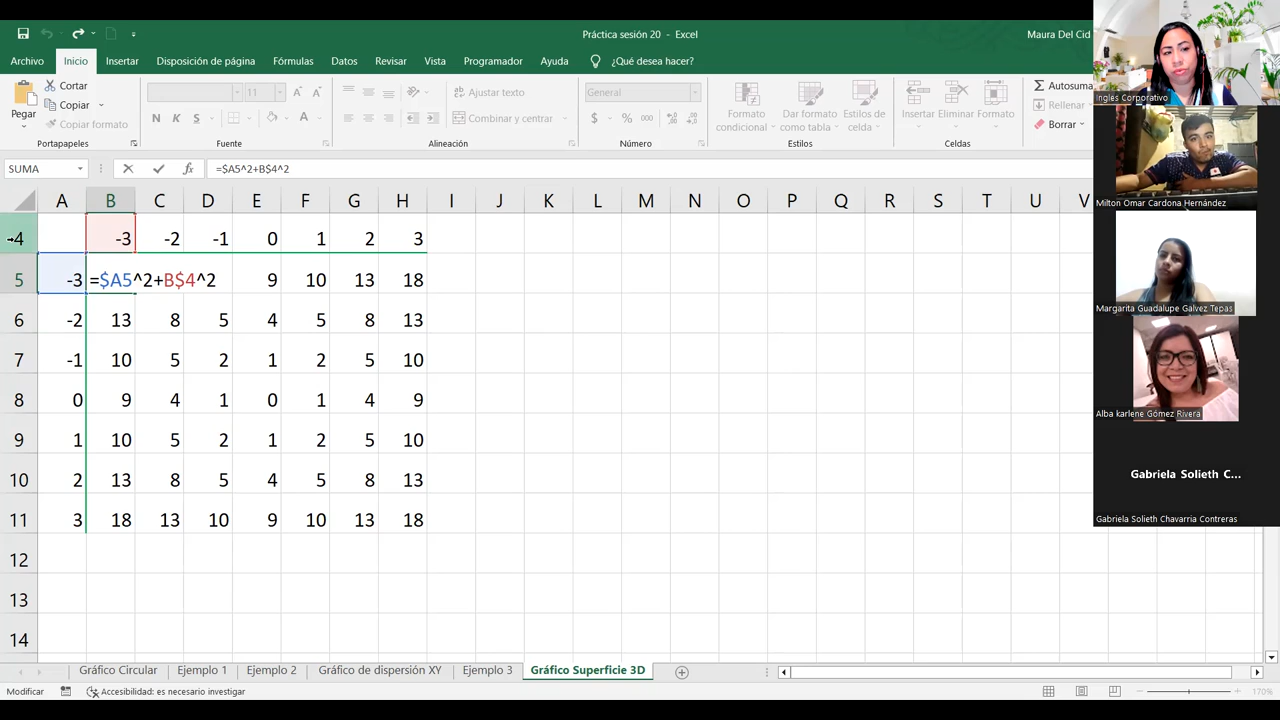 Práctica sesión 20 - Excel
Maura Del Cid
Archivo Inicio Insertar Disposición de página Fórmulas Datos Revisar Vista Programador Ayuda ¿Qué desea hacer?
Pegar
Cortar
Copiar
Copiar formato
Portapapeles
11
N K S
Fuente
Ajustar texto
Alineación
General
$ % 000
Número
Formato condicional
Dar formato como tabla
Estilos de celda
Estilos
Insertar Eliminar Formato
Celdas
Autosuma
Rellenar
Borrar
SUMA
fx
=$A5^2+B$4^2
A B C D E F G H I J K L M N O P Q R S T U V
4 -3 -2 -1 0 1 2 3
5 -3 =$A5^2+B$4^2 9 10 13 18
6 -2 13 8 5 4 5 8 13
7 -1 10 5 2 1 2 5 10
8 0 9 4 1 0 1 4 9
9 1 10 5 2 1 2 5 10
10 2 13 8 5 4 5 8 13
11 3 18 13 10 9 10 13 18
12
13
14
Gráfico Circular Ejemplo 1 Ejemplo 2 Gráfico de dispersión XY Ejemplo 3 Gráfico Superficie 3D
Modificar Accesibilidad: es necesario investigar 170%
Ingles Corporativo
Milton Omar Cardona Hernández
Margarita Guadalupe Galvez Tepas
Alba karlene Gómez Rivera
Gabriela Solieth C...
Gabriela Solieth Chavarria Contreras